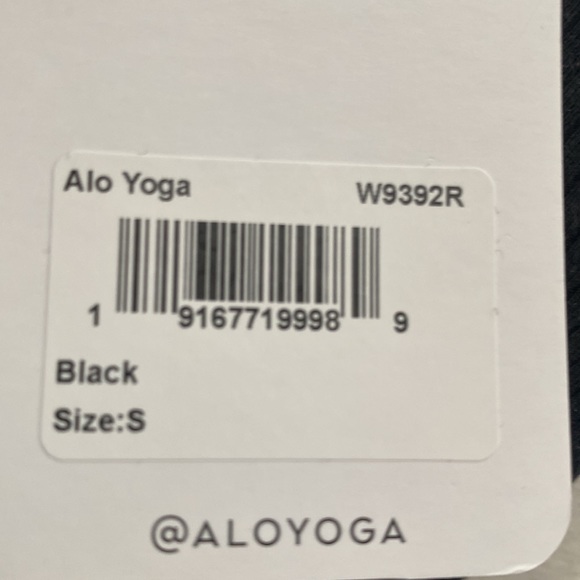 Alo Yoga W9392R
1 9167719998 9
Black
Size:S
@ALOYOGA